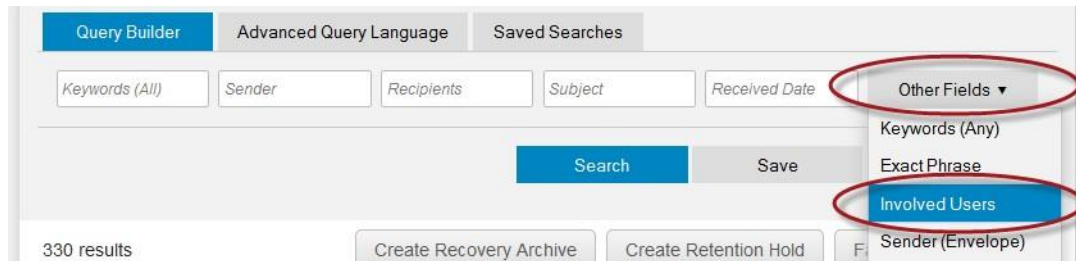 Query Builder Advanced Query Language Saved Searches
Keywords (All) Sender Recipients Subject Received Date Other Fields ▼
Keywords (Any)
Search Save Exact Phrase
Involved Users
330 results Create Recovery Archive Create Retention Hold Sender (Envelope)